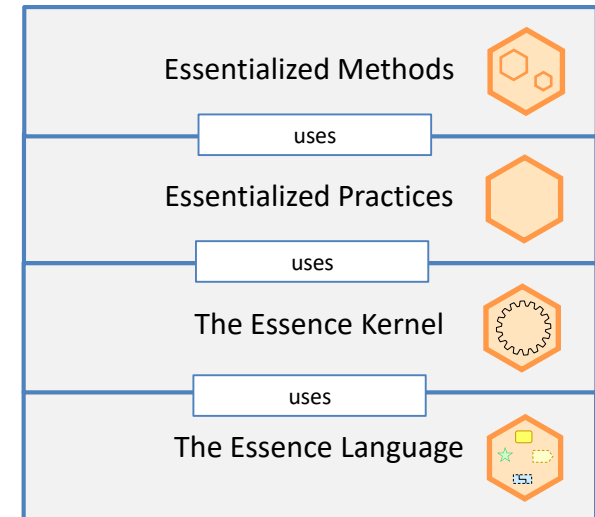 Essentialized Methods
uses
Essentialized Practices
uses
The Essence Kernel
uses
The Essence Language